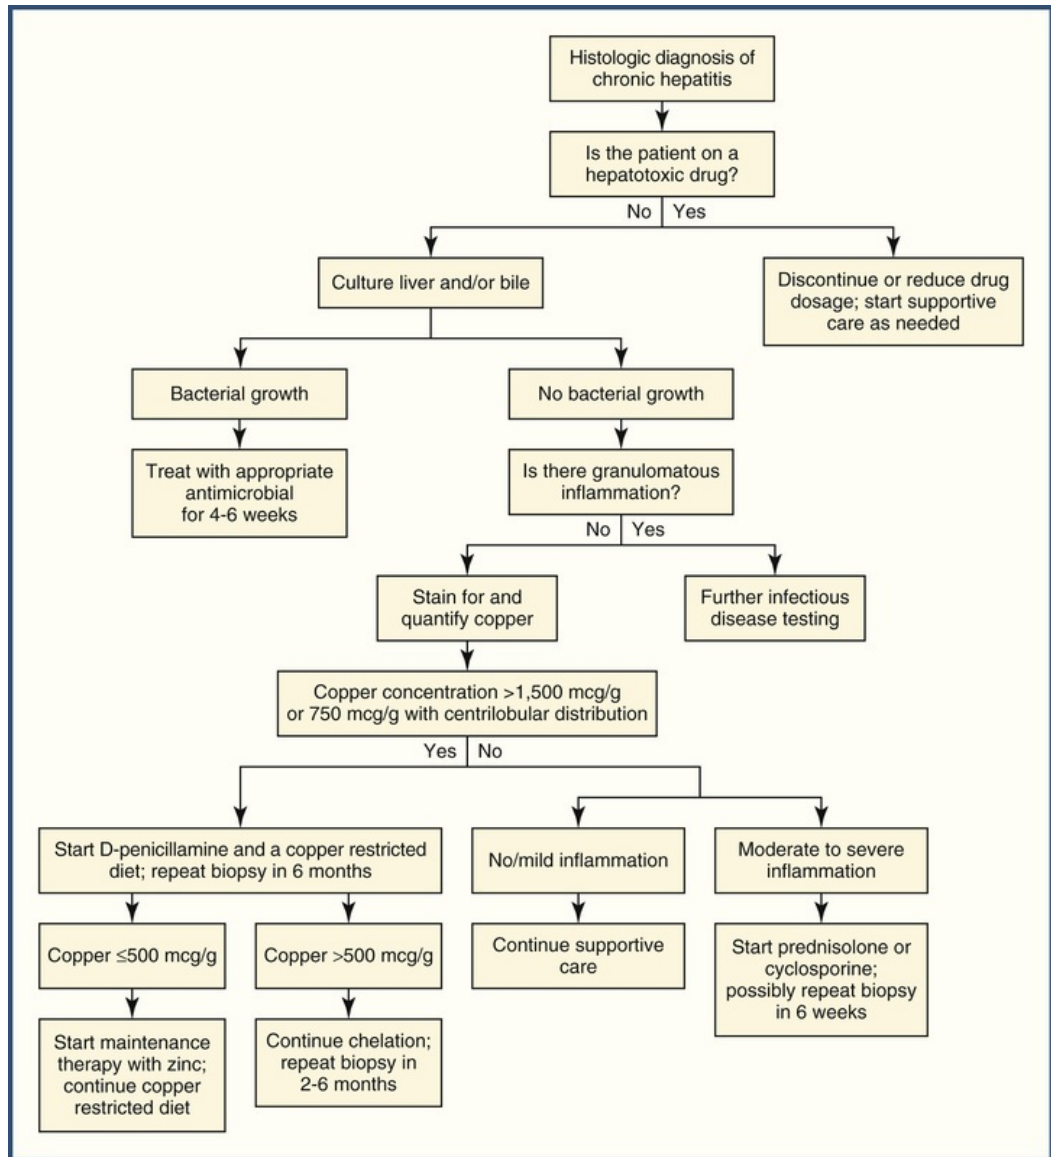 Histologic diagnosis of
chronic hepatitis
Is the patient on a
hepatotoxic drug?
No Yes
Culture liver and/or bile
Discontinue or reduce drug
dosage; start supportive
care as needed
Bacterial growth
No bacterial growth
Treat with appropriate
antimicrobial
for 4-6 weeks
Is there granulomatous
inflammation?
No Yes
Stain for and
quantify copper
Further infectious
disease testing
Copper concentration >1,500 mcg/g
or 750 mcg/g with centrilobular distribution
Yes No
Start D-penicillamine and a copper restricted
diet; repeat biopsy in 6 months
No/mild inflammation
Moderate to severe
inflammation
Copper ≤500 mcg/g
Copper >500 mcg/g
Continue supportive
care
Start prednisolone or
cyclosporine;
possibly repeat biopsy
in 6 weeks
Start maintenance
therapy with zinc;
continue copper
restricted diet
Continue chelation;
repeat biopsy in
2-6 months